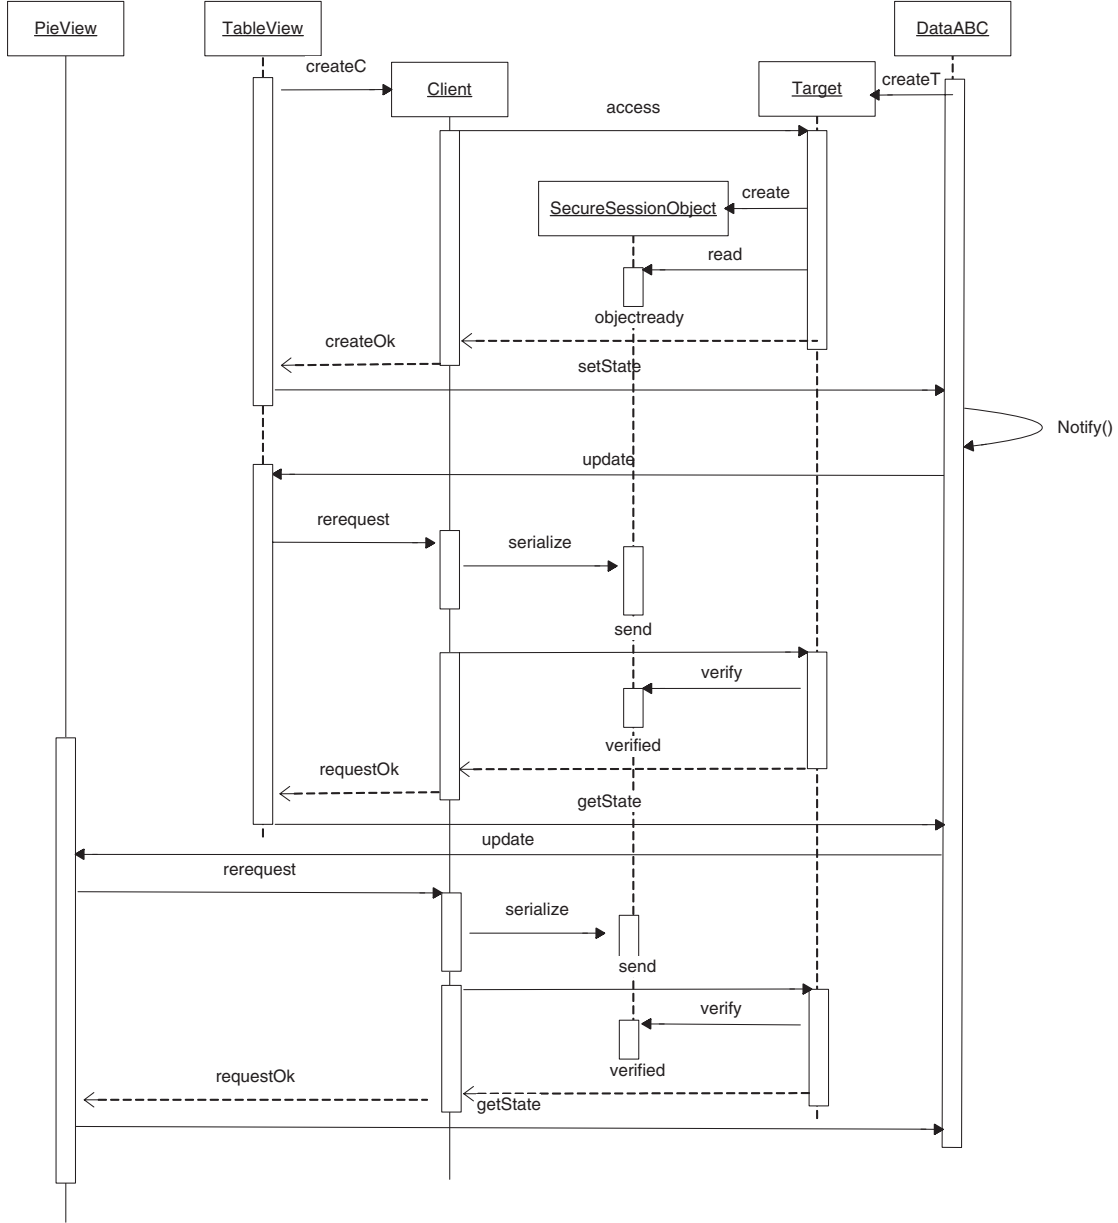 PieView
TableView
DataABC
createC
Client
Target
createT
access
SecureSessionObject
create
read
objectready
createOk
setState
Notify()
update
rerequest
serialize
send
verify
verified
requestOk
getState
update
rerequest
serialize
send
verify
verified
requestOk
getState